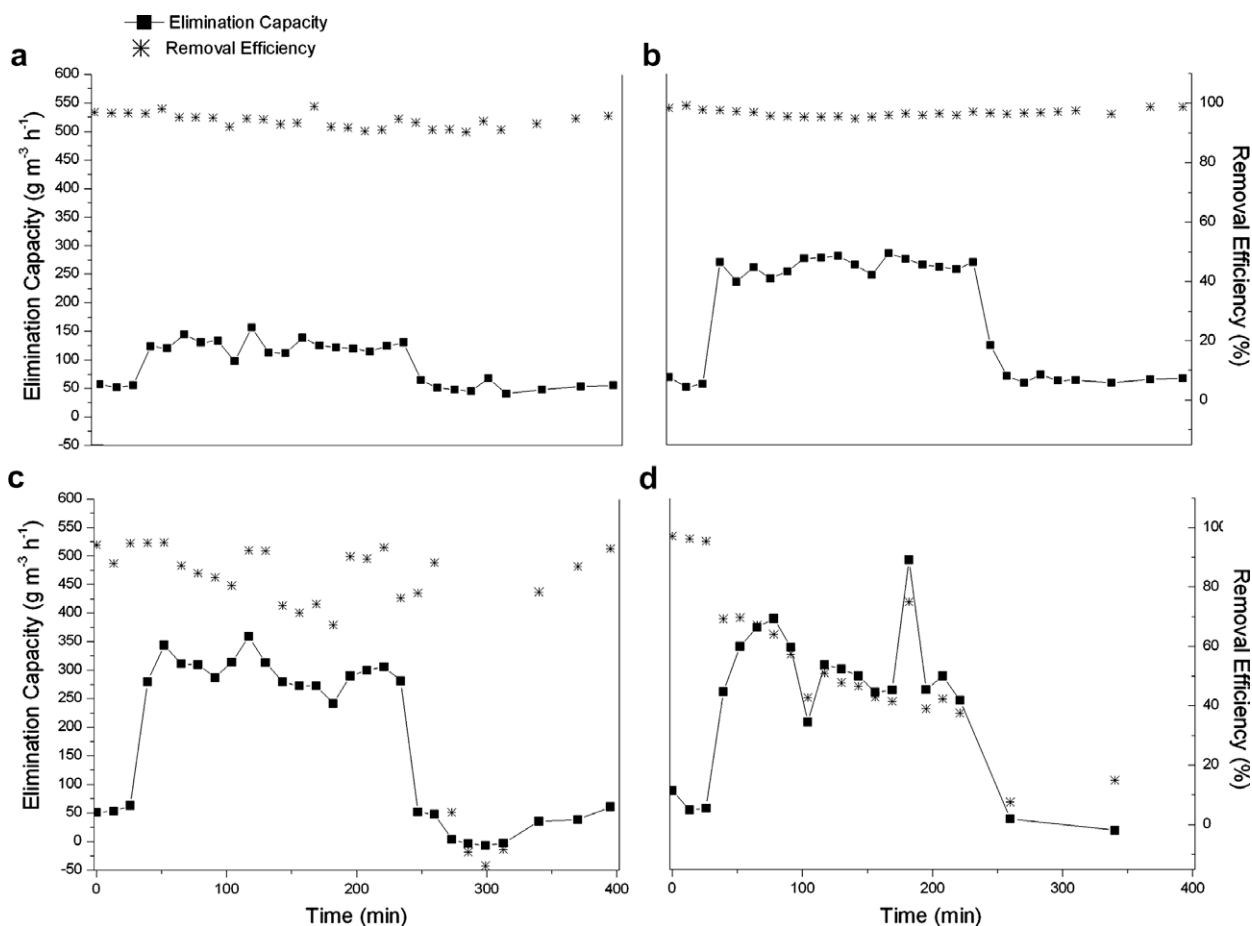 Elimination Capacity
Removal Efficiency
a
b
600
550
500
450
400
350
300
250
200
150
100
50
0
-50
Elimination Capacity (g m⁻³ h⁻¹)
100
80
60
40
20
0
Removal Efficiency (%)
c
d
600
550
500
450
400
350
300
250
200
150
100
50
0
-50
Elimination Capacity (g m⁻³ h⁻¹)
100
80
60
40
20
0
Removal Efficiency (%)
0 100 200 300 400
0 100 200 300 400
Time (min)
Time (min)